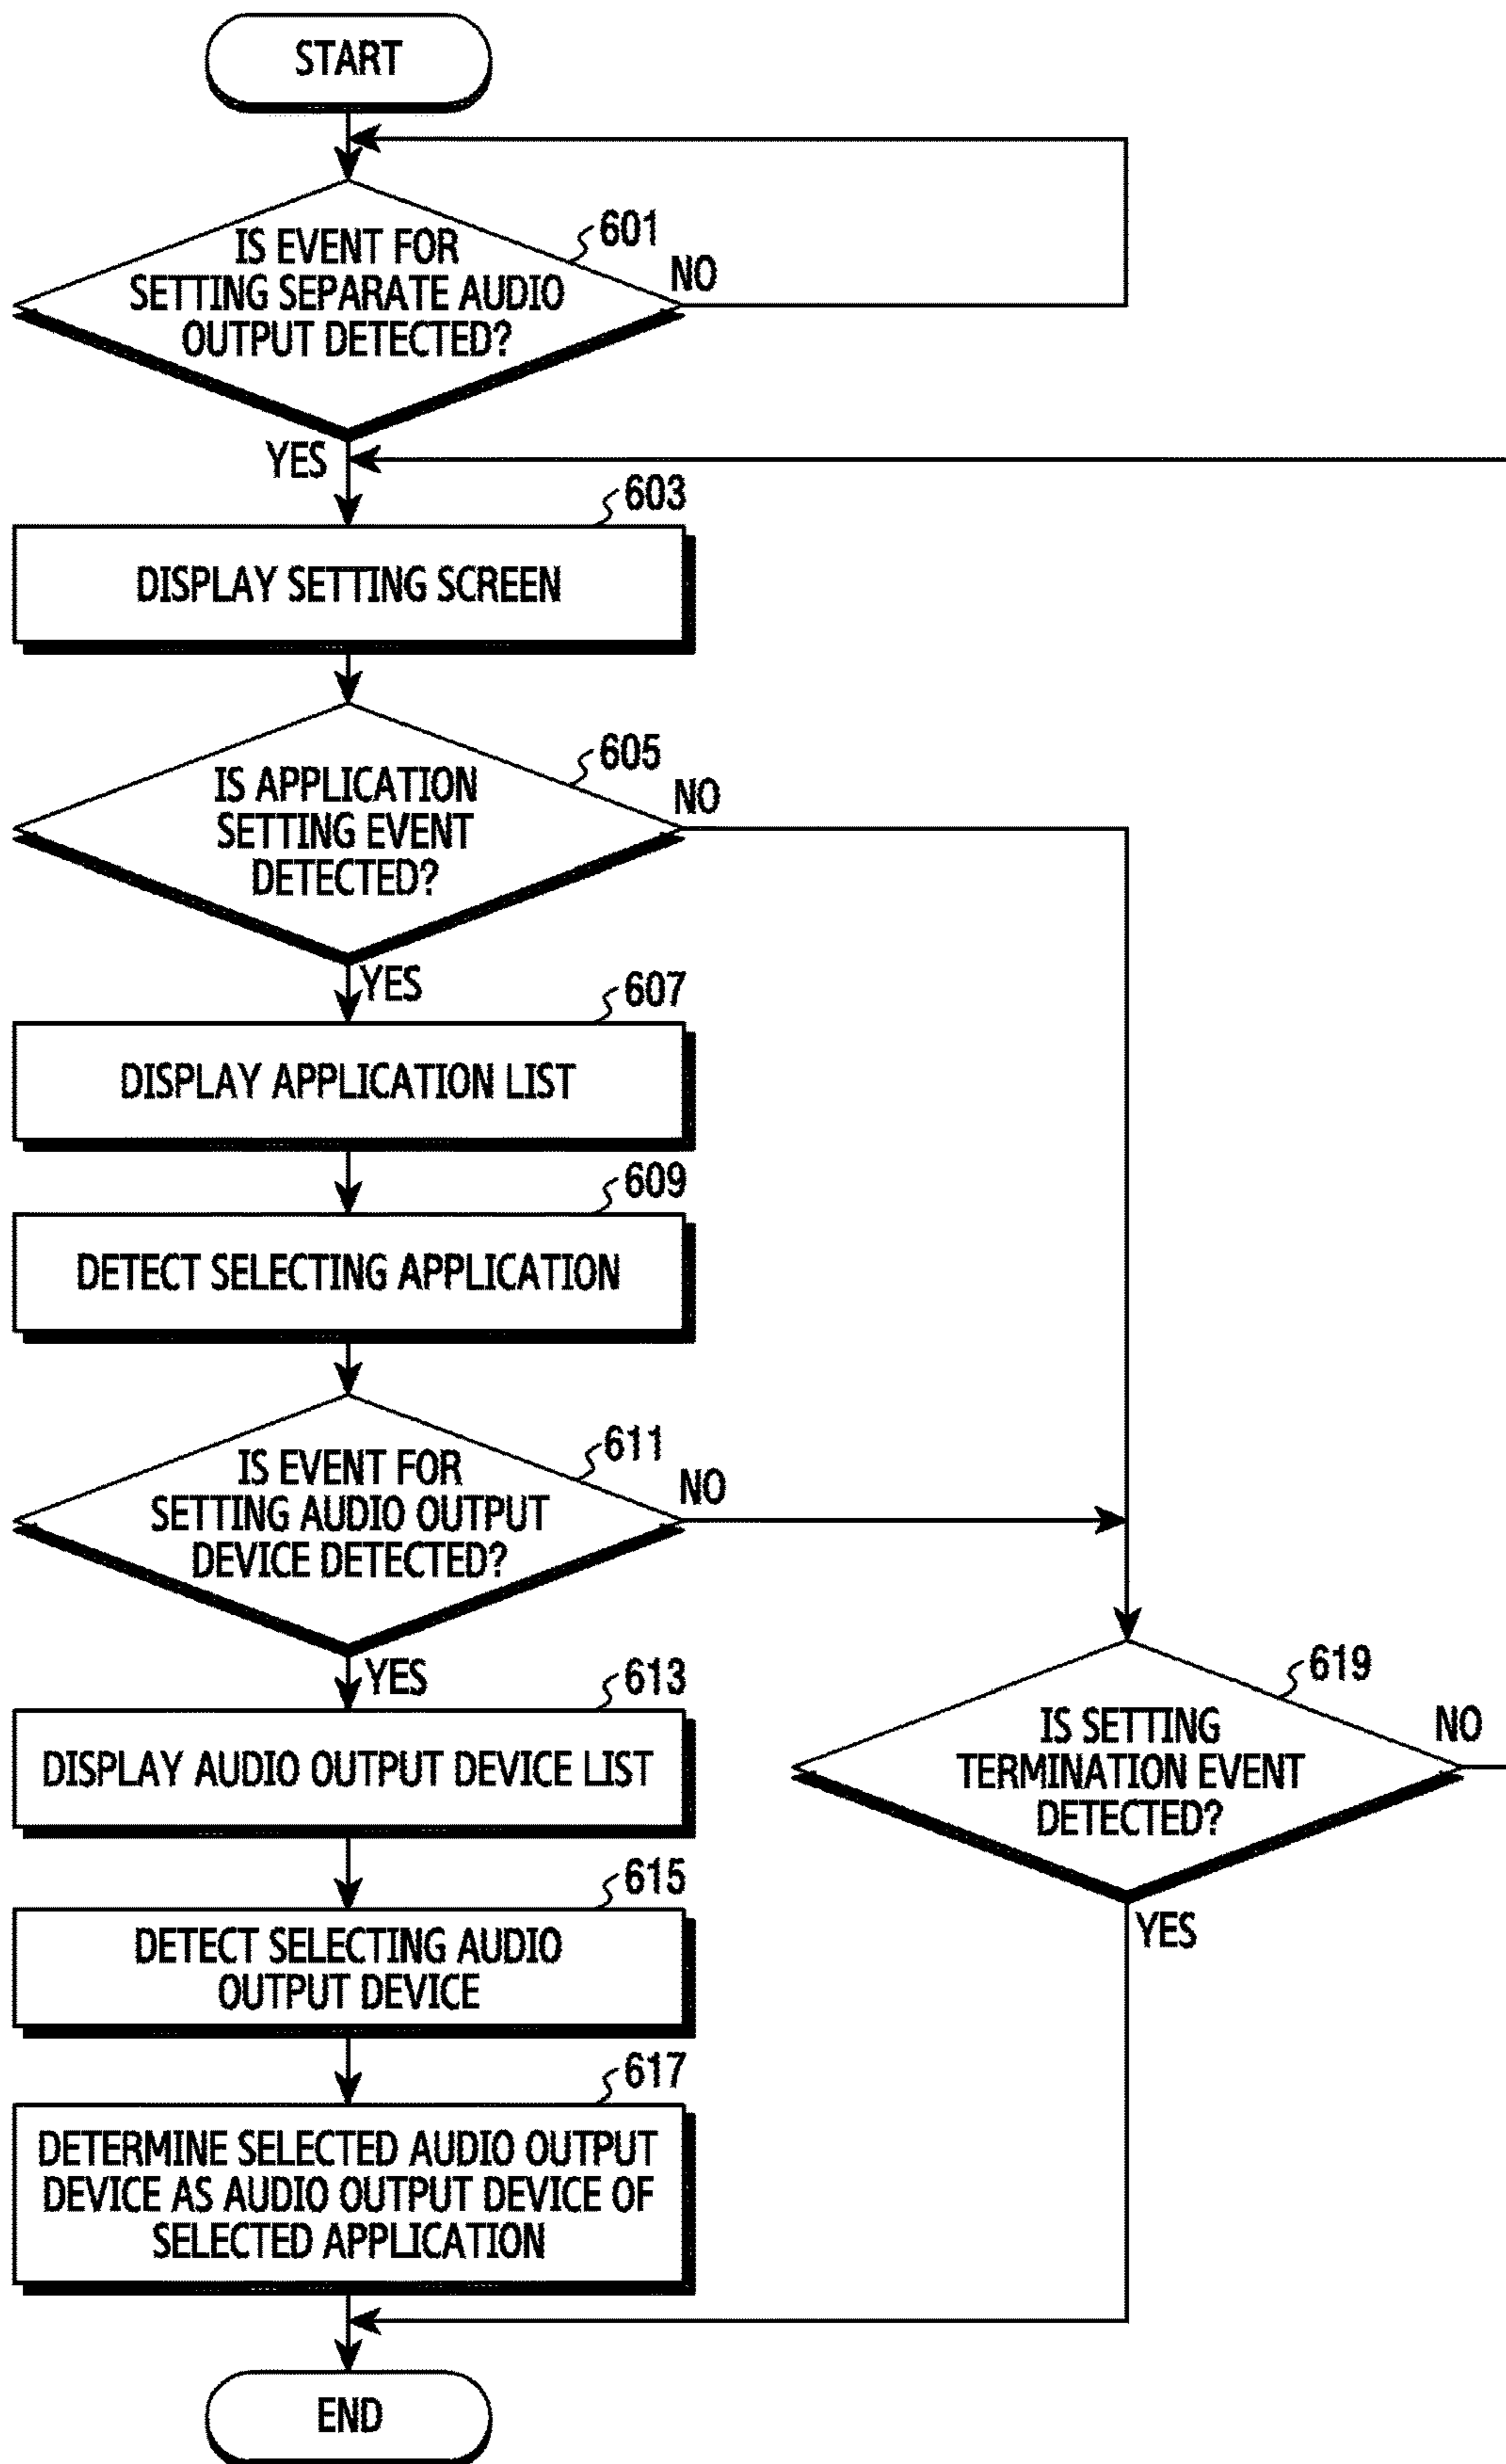 START
601
IS EVENT FOR
SETTING SEPARATE AUDIO
OUTPUT DETECTED?
NO
YES
603
DISPLAY SETTING SCREEN
605
IS APPLICATION
SETTING EVENT
DETECTED?
NO
YES
607
DISPLAY APPLICATION LIST
609
DETECT SELECTING APPLICATION
611
IS EVENT FOR
SETTING AUDIO OUTPUT
DEVICE DETECTED?
NO
YES
613
DISPLAY AUDIO OUTPUT DEVICE LIST
619
IS SETTING
TERMINATION EVENT
DETECTED?
NO
YES
615
DETECT SELECTING AUDIO
OUTPUT DEVICE
617
DETERMINE SELECTED AUDIO OUTPUT
DEVICE AS AUDIO OUTPUT DEVICE OF
SELECTED APPLICATION
END